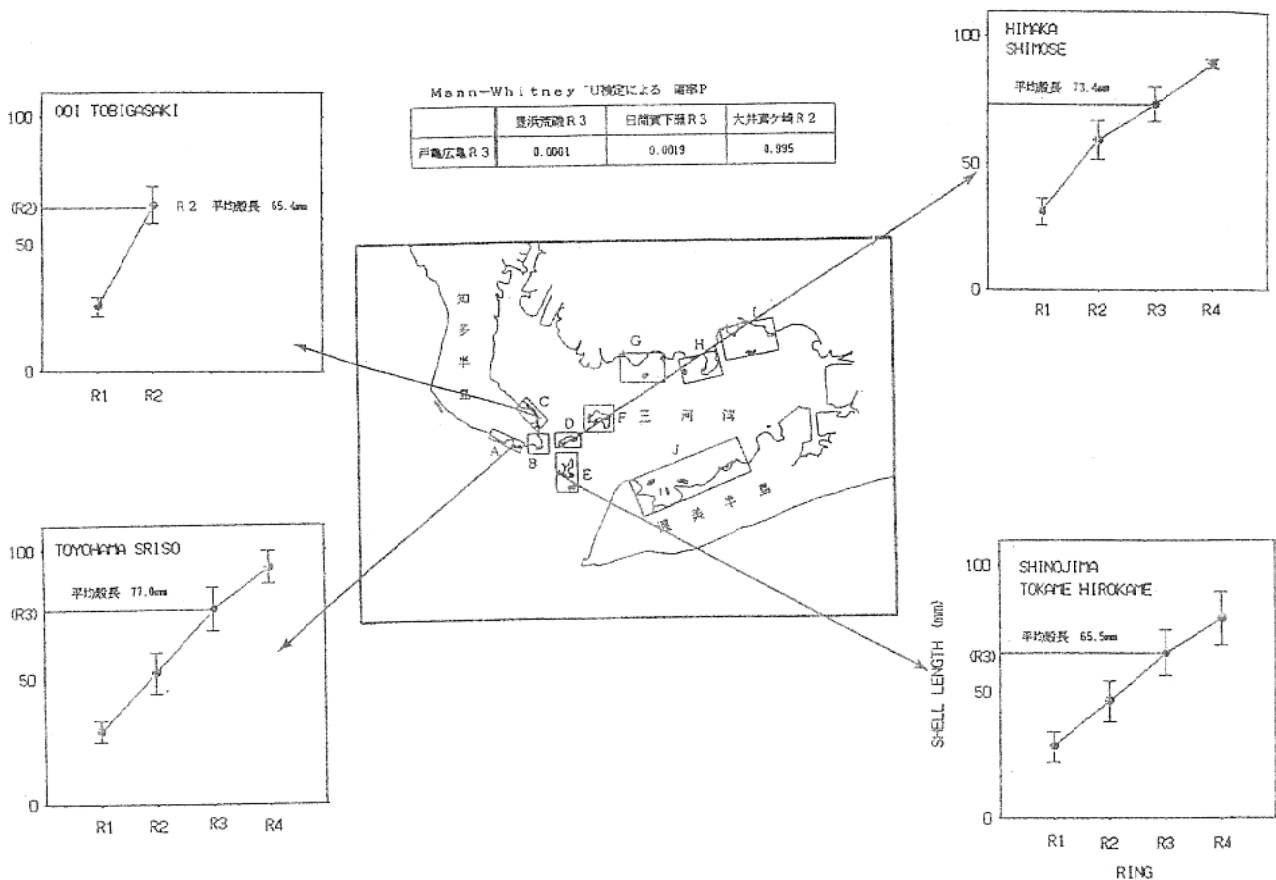 OOI TOBIGASAKI
100
(R2)
50
0
R2 平均殻長 65.4mm
R1 R2
Mann-Whitney U検定による 確率P
豊浜荒磯R3 日間賀下瀬R3 大井鳶ケ崎R2
戸亀広亀R3 0.0001 0.0019 0.995
HIMAKA
SHIMOSE
100
平均殻長 73.4mm
50
0
R1 R2 R3 R4
知多半島
G
H
I
C
D
F
三河湾
A
B
E
J
渥美半島
TOYOHAMA SRISO
100
平均殻長 77.0mm
(R3)
50
0
R1 R2 R3 R4
SHINOJIMA
TOKAME HIROKAME
100
平均殻長 65.5mm
(R3)
50
0
SHELL LENGTH (mm)
R1 R2 R3 R4
RING